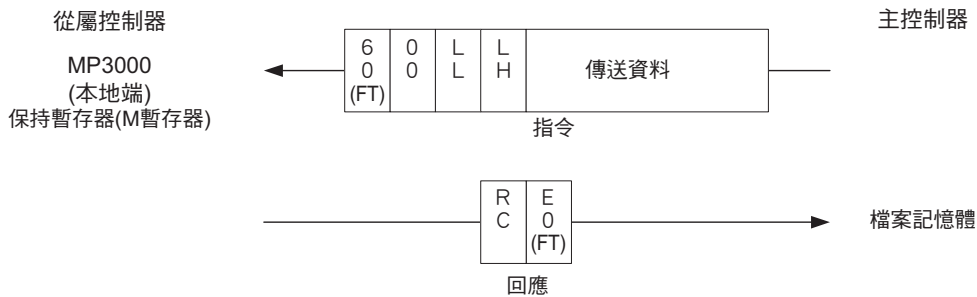 從屬控制器
主控制器
MP3000
(本地端)
保持暫存器(M暫存器)
6 0 L L
0 0 L H
(FT)
傳送資料
指令
R E
C 0
(FT)
檔案記憶體
回應